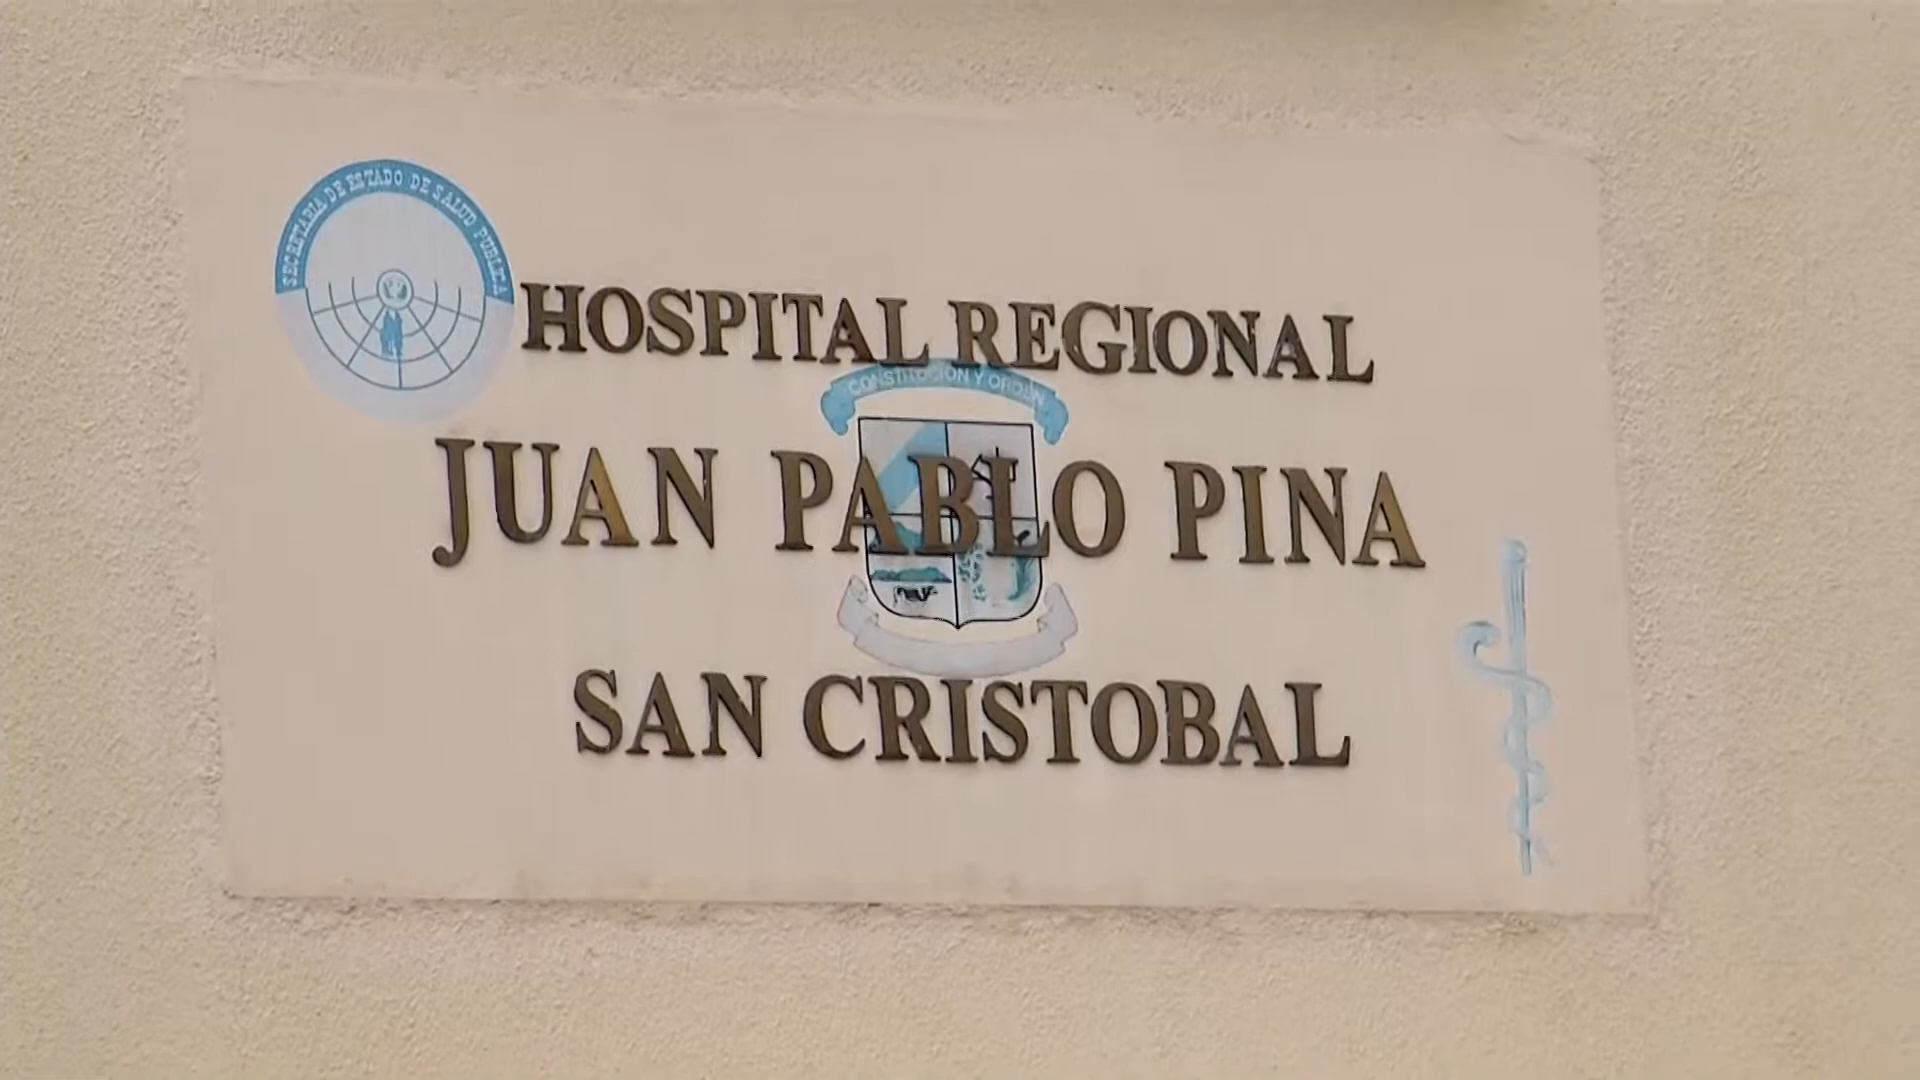 SECRETARIA DE ESTADO DE SALUD PUBLICA
HOSPITAL REGIONAL
CONSTITUCION Y ORDEN
JUAN PABLO PINA
SAN CRISTOBAL